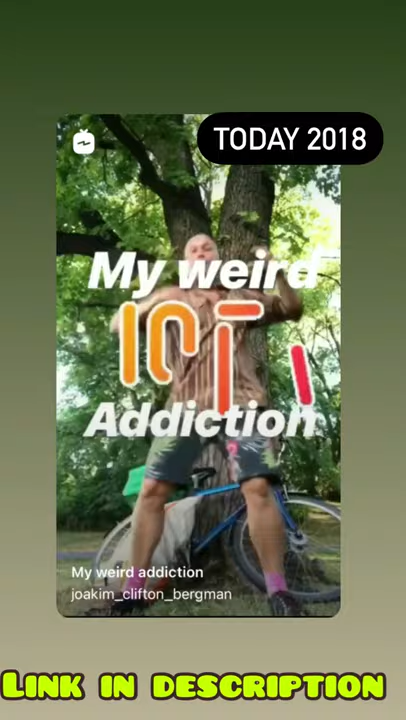 TODAY 2018
My weird
Addiction
My weird addiction
joakim_clifton_bergman
LINK IN DESCRIPTION